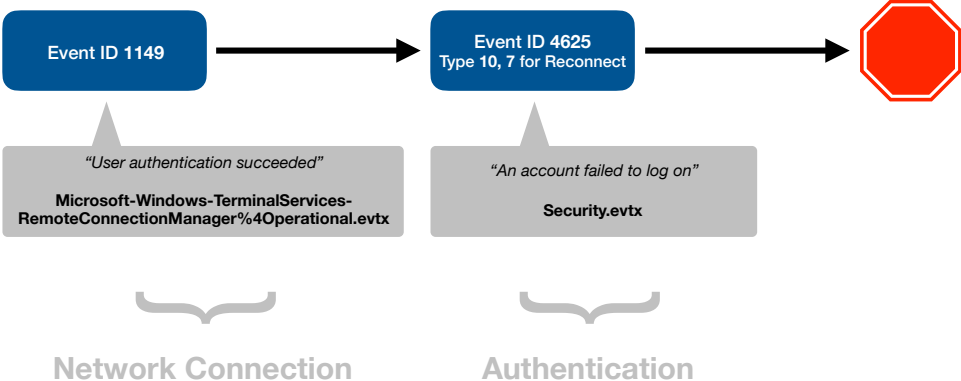 Event ID 1149
Event ID 4625
Type 10, 7 for Reconnect
“User authentication succeeded”
Microsoft-Windows-TerminalServices-
RemoteConnectionManager%4Operational.evtx
“An account failed to log on”
Security.evtx
Network Connection
Authentication